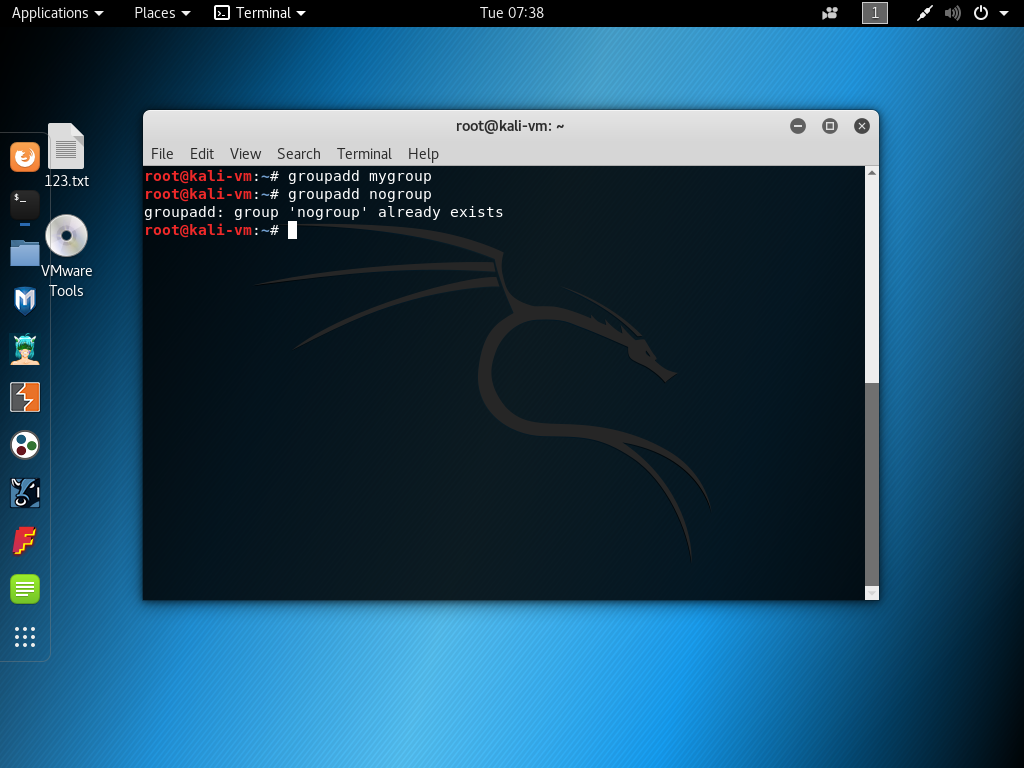 Applications Places Terminal Tue 07:38 1
root@kali-vm: ~
File Edit View Search Terminal Help
root@kali-vm:~# groupadd mygroup
root@kali-vm:~# groupadd nogroup
groupadd: group 'nogroup' already exists
root@kali-vm:~#
123.txt
$_
VMware
Tools